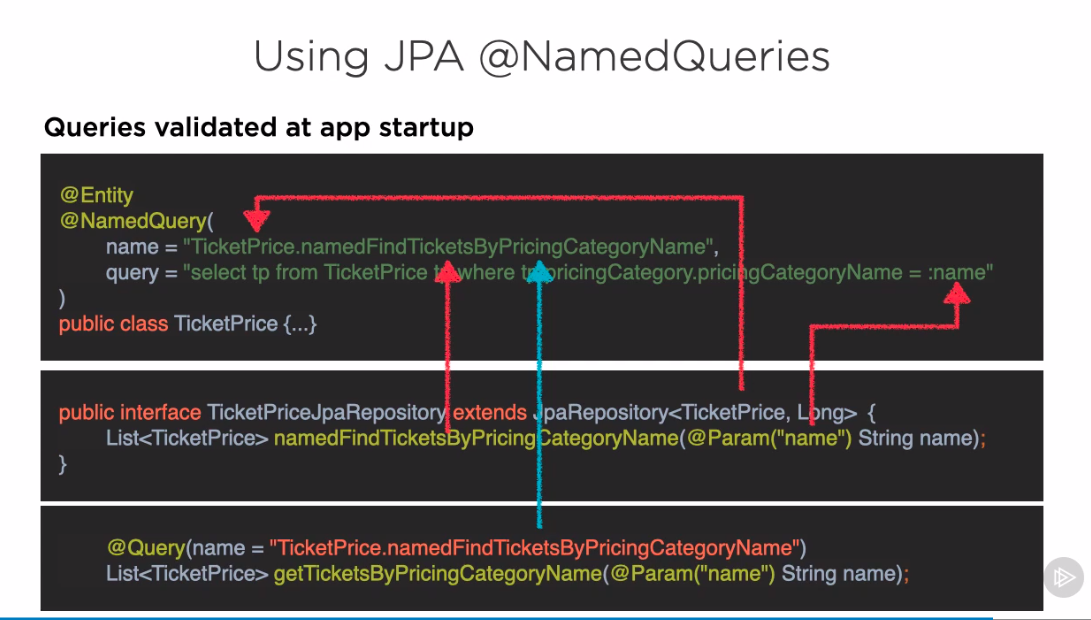 Using JPA @NamedQueries
Queries validated at app startup
@Entity
@NamedQuery(
name = "TicketPrice.namedFindTicketsByPricingCategoryName",
query = "select tp from TicketPrice tp where tp.pricingCategory.pricingCategoryName = :name"
)
public class TicketPrice {...}
public interface TicketPriceJpaRepository extends JpaRepository<TicketPrice, Long> {
List<TicketPrice> namedFindTicketsByPricingCategoryName(@Param("name") String name);
}
@Query(name = "TicketPrice.namedFindTicketsByPricingCategoryName")
List<TicketPrice> getTicketsByPricingCategoryName(@Param("name") String name);